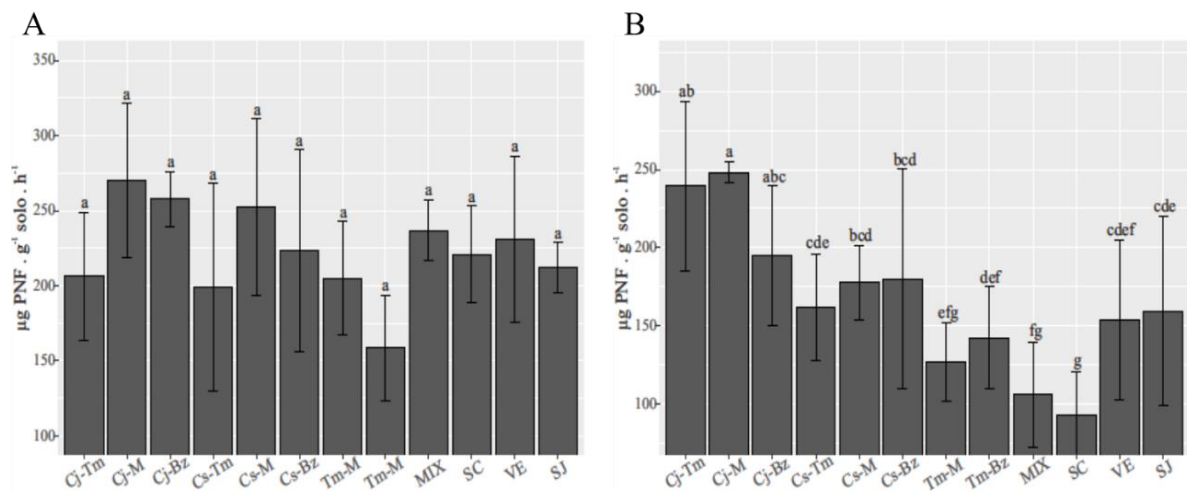 A
µg PNF . g⁻¹ solo . h⁻¹
350
300
250
200
150
100
a a a a a a a a a a a a
Cj-Tm Cj-M Cj-Bz Cs-Tm Cs-M Cs-Bz Tm-M Tm-M MIX SC VE SJ
B
µg PNF . g⁻¹ solo . h⁻¹
300
250
200
150
100
ab a abc cde bcd bcd efg def fg g cdef cde
Cj-Tm Cj-M Cj-Bz Cs-Tm Cs-M Cs-Bz Tm-M Tm-Bz MIX SC VE SJ